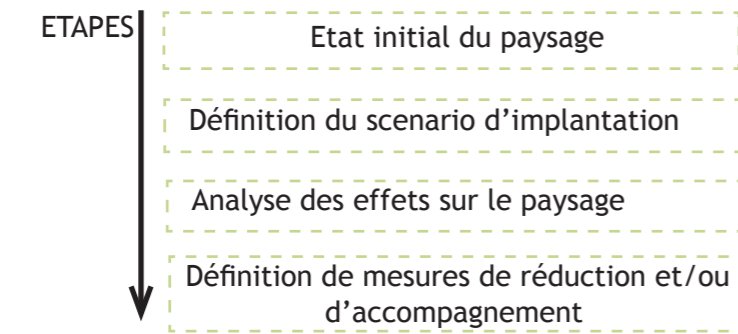 ETAPES
Etat initial du paysage
Définition du scenario d’implantation
Analyse des effets sur le paysage
Définition de mesures de réduction et/ou
d’accompagnement